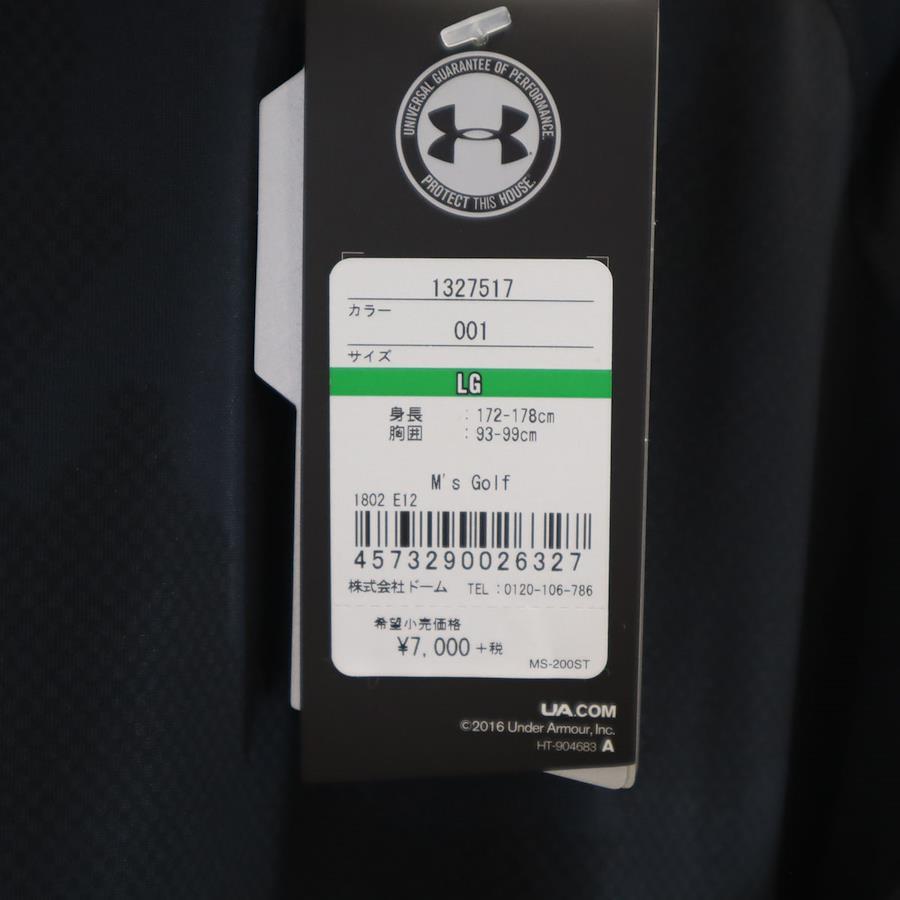 UNIVERSAL GUARANTEE OF PERFORMANCE.
PROTECT THIS HOUSE.
1327517
カラー
001
サイズ
LG
身長 : 172-178cm
胸囲 : 93-99cm
M's Golf
1802 E12
4573290026327
株式会社ドーム TEL :0120-106-786
希望小売価格
¥7,000+税
MS-200ST
UA.COM
©2016 Under Armour, Inc.
HT-904683 A